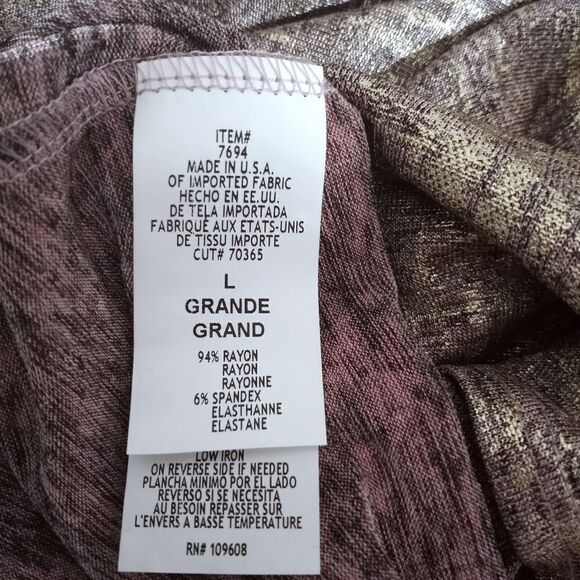 ITEM#
7694
MADE IN U.S.A.
OF IMPORTED FABRIC
HECHO EN EE.UU.
DE TELA IMPORTADA
FABRIQUÉ AUX ETATS-UNIS
DE TISSU IMPORTE
CUT# 70365
L
GRANDE
GRAND
94% RAYON
RAYON
RAYONNE
6% SPANDEX
ELASTHANNE
ELASTANE
LOW IRON
ON REVERSE SIDE IF NEEDED
PLANCHA MINIMO POR EL LADO
REVERSO SI SE NECESITA
AU BESOIN REPASSER SUR
L'ENVERS A BASSE TEMPERATURE
RN# 109608